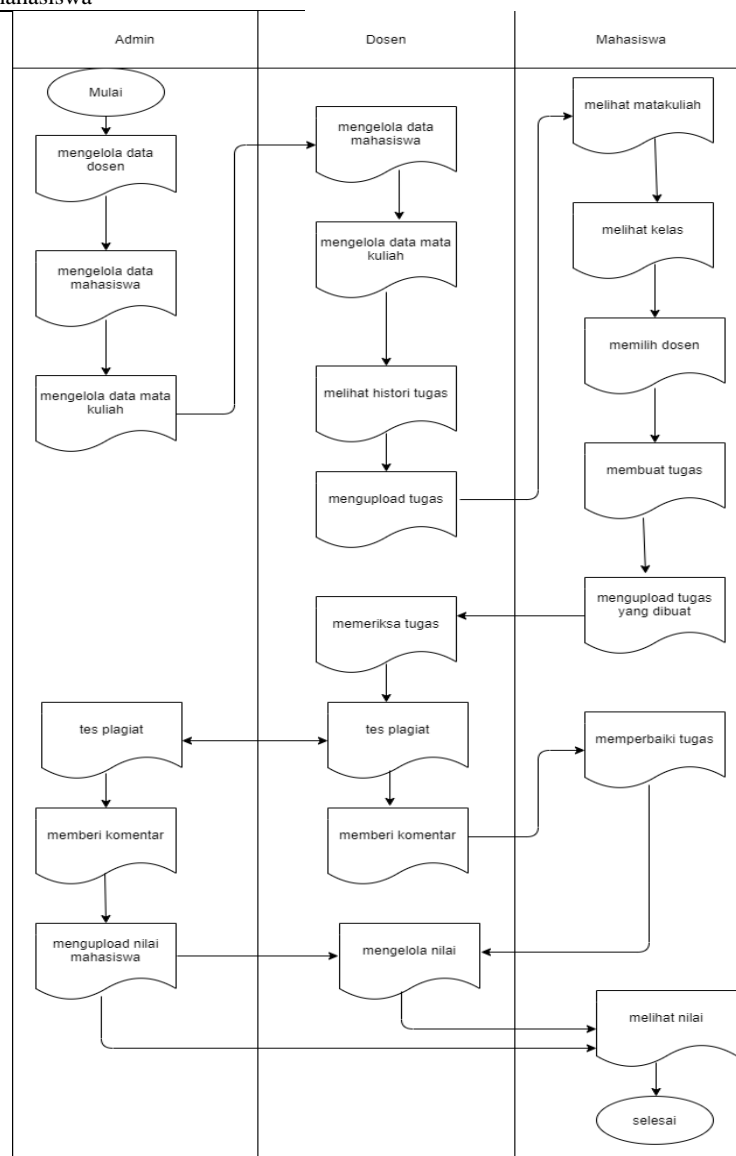 mahasiswa
Admin
Dosen
Mahasiswa
Mulai
mengelola data
dosen
mengelola data
mahasiswa
mengelola data mata
kuliah
mengelola data
mahasiswa
mengelola data mata
kuliah
melihat histori tugas
mengupload tugas
melihat matakuliah
melihat kelas
memilih dosen
membuat tugas
mengupload tugas
yang dibuat
memeriksa tugas
tes plagiat
tes plagiat
memberi komentar
memberi komentar
memperbaiki tugas
mengupload nilai
mahasiswa
mengelola nilai
melihat nilai
selesai